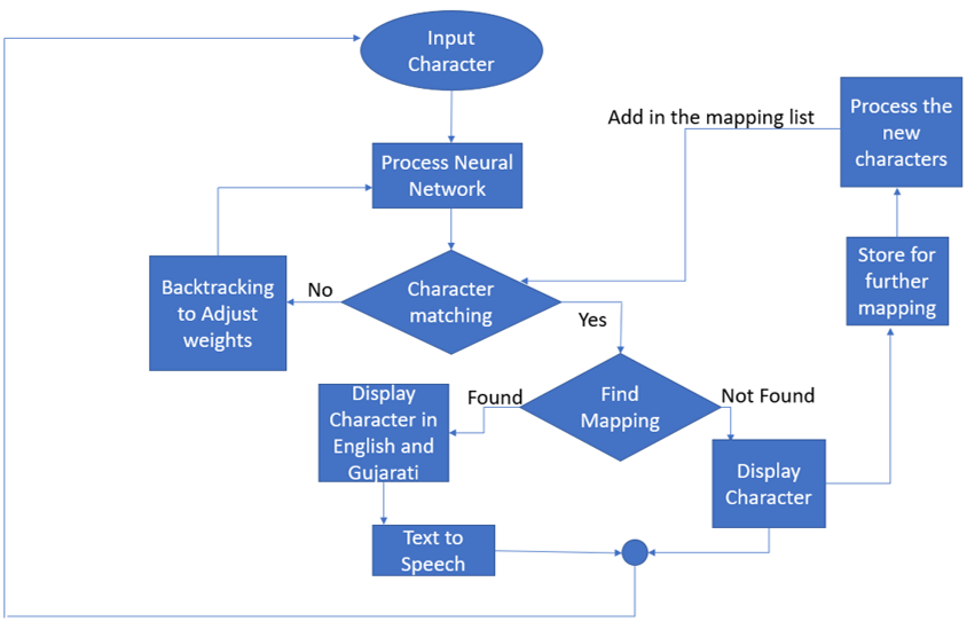 Input
Character
Process the
new
characters
Add in the mapping list
Process Neural
Network
Store for
further
mapping
Backtracking
to Adjust
weights
No
Character
matching
Yes
Display
Character in
English and
Gujarati
Found
Find
Mapping
Not Found
Display
Character
Text to
Speech